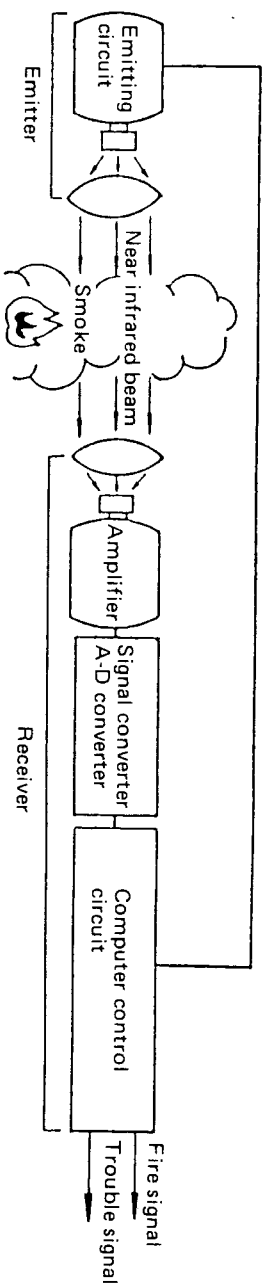 Emitting
circuit
Emitter
Near infrared beam
Smoke
Amplifier
Signal converter
A-D converter
Computer control
circuit
Receiver
Fire signal
Trouble signal